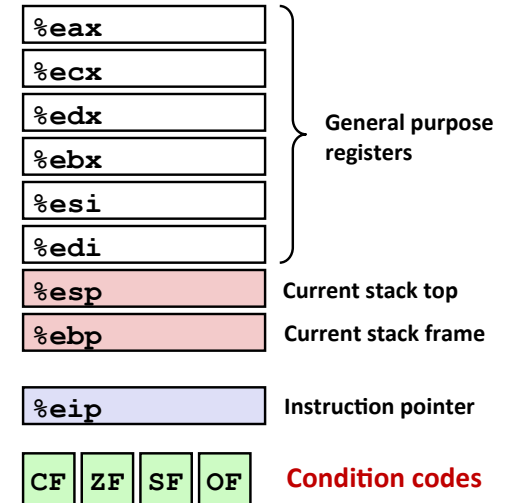 %eax
%ecx
%edx
General purpose
registers
%ebx
%esi
%edi
%esp Current stack top
%ebp Current stack frame
%eip Instruction pointer
CF ZF SF OF Condition codes